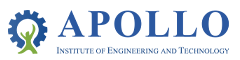 APOLLO
INSTITUTE OF ENGINEERING AND TECHNOLOGY